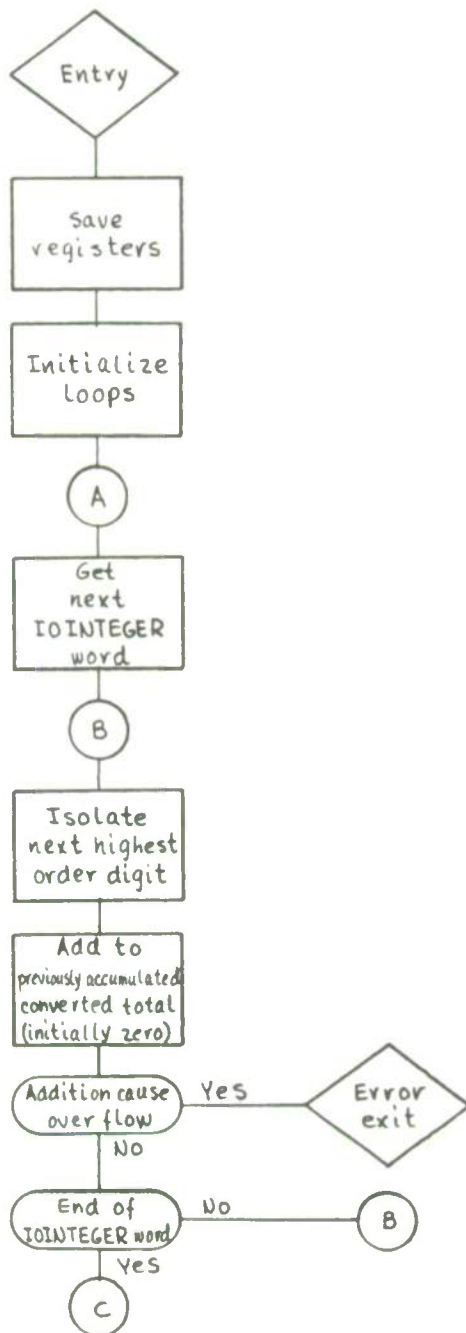 Entry
Save
registers
Initialize
Loops
A
Get
next
IOINTEGER
word
B
Isolate
next highest
order digit
Add to
previously accumulated
converted total
(initially zero)
Addition cause
over flow
Yes
Error
exit
No
End of
IOINTEGER word
No
B
Yes
C